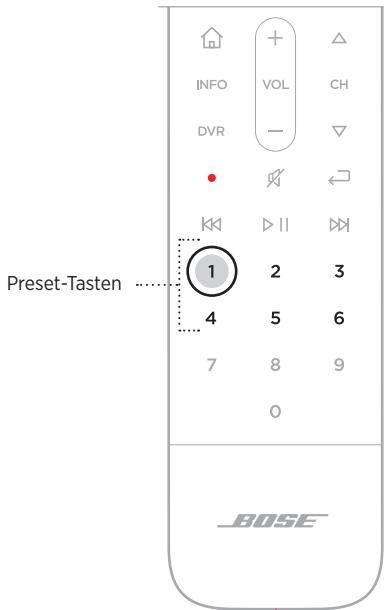 +
INFO VOL CH
DVR −
1 2 3
Preset-Tasten
4 5 6
7 8 9
0
BOSE